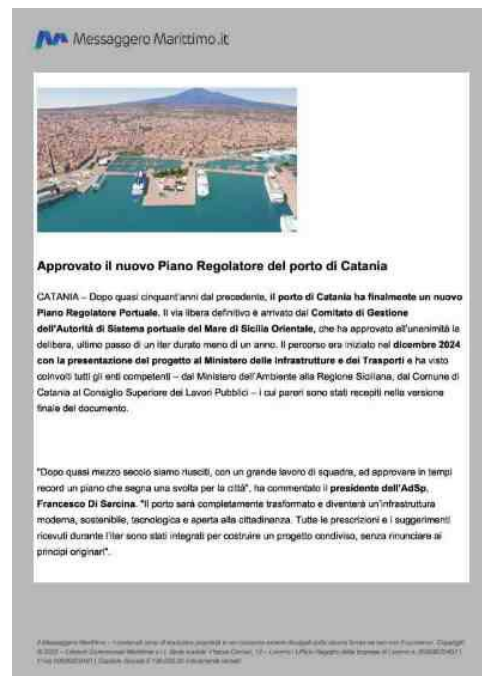 Messaggero Marittimo.it
Approvato il nuovo Piano Regolatore del porto di Catania
CATANIA – Dopo quasi cinquant'anni dal precedente, il porto di Catania ha finalmente un nuovo
Piano Regolatore Portuale. Il via libera definitivo è arrivato dal Comitato di Gestione
dell'Autorità di Sistema portuale del Mare di Sicilia Orientale, che ha approvato all'unanimità la
delibera, ultimo passo di un iter durato meno di un anno. Il percorso era iniziato nel dicembre 2024
con la presentazione del progetto al Ministero delle Infrastrutture e dei Trasporti e ha visto
coinvolti tutti gli enti competenti – dal Ministero dell'Ambiente alla Regione Siciliana, dal Comune di
Catania al Consiglio Superiore dei Lavori Pubblici – i cui pareri sono stati recepiti nella versione
finale del documento.
"Dopo quasi mezzo secolo siamo riusciti, con un grande lavoro di squadra, ad approvare in tempi
record un piano che segna una svolta per la città", ha commentato il presidente dell'AdSp,
Francesco Di Sarcina. "Il porto sarà completamente trasformato e diventerà un'infrastruttura
moderna, sostenibile, tecnologica e aperta alla cittadinanza. Tutte le prescrizioni e i suggerimenti
ricevuti durante l'iter sono stati integrati per costruire un progetto condiviso, senza rinunciare ai
principi originari".